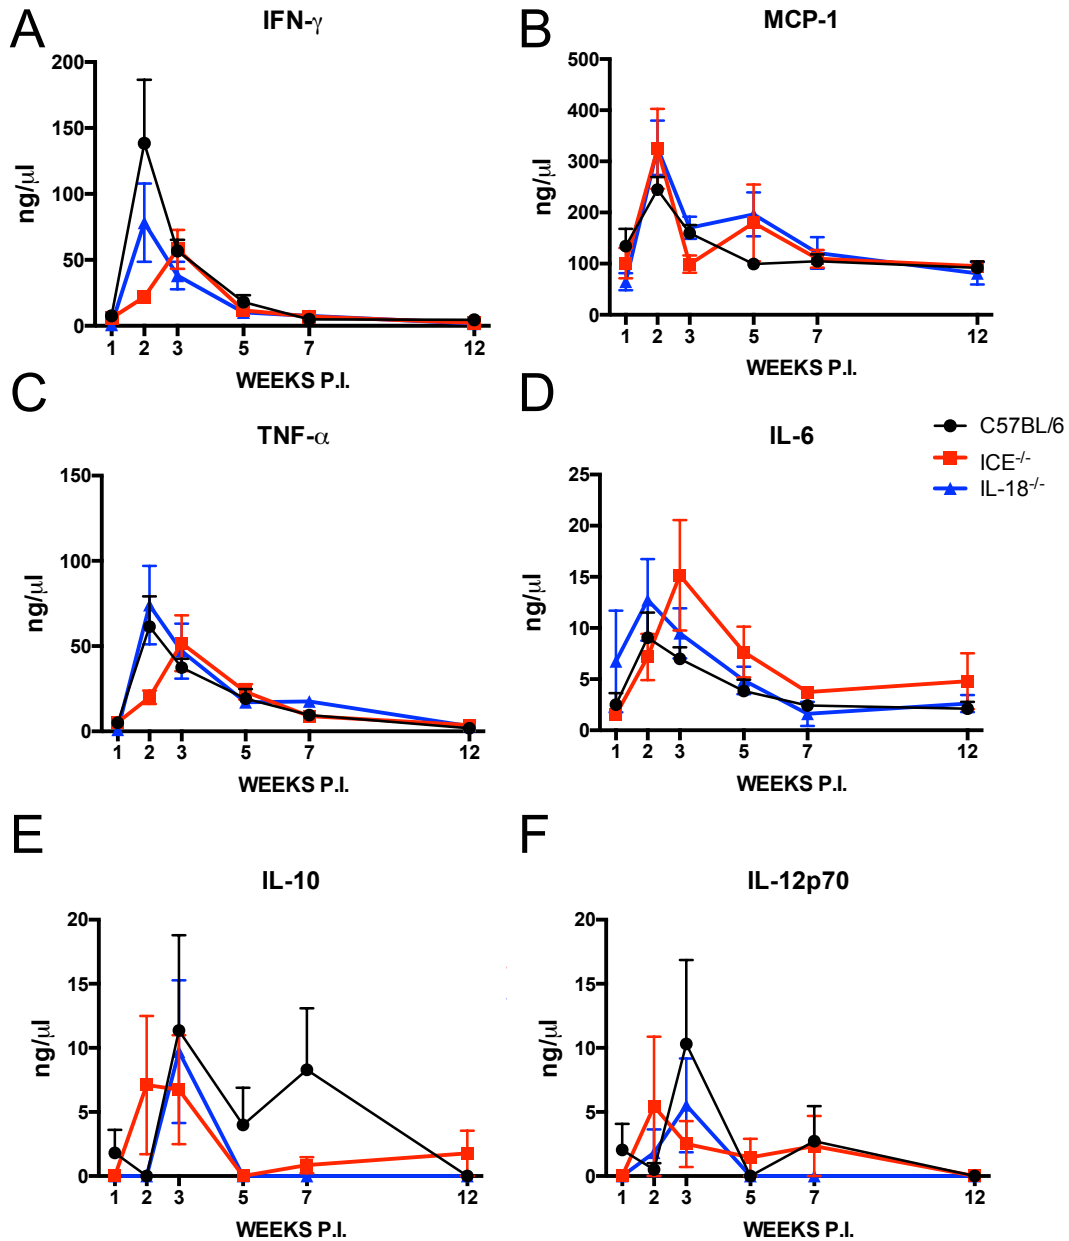 A
IFN-γ
200
150
100
50
0
ng/µl
1 2 3 5 7 12
WEEKS P.I.
B
MCP-1
500
400
300
200
100
0
ng/µl
1 2 3 5 7 12
WEEKS P.I.
C
TNF-α
150
100
50
0
ng/µl
1 2 3 5 7 12
WEEKS P.I.
D
IL-6
25
20
15
10
5
0
ng/µl
1 2 3 5 7 12
WEEKS P.I.
C57BL/6
ICE-/-
IL-18-/-
E
IL-10
20
15
10
5
0
ng/µl
1 2 3 5 7 12
WEEKS P.I.
F
IL-12p70
20
15
10
5
0
ng/µl
1 2 3 5 7 12
WEEKS P.I.